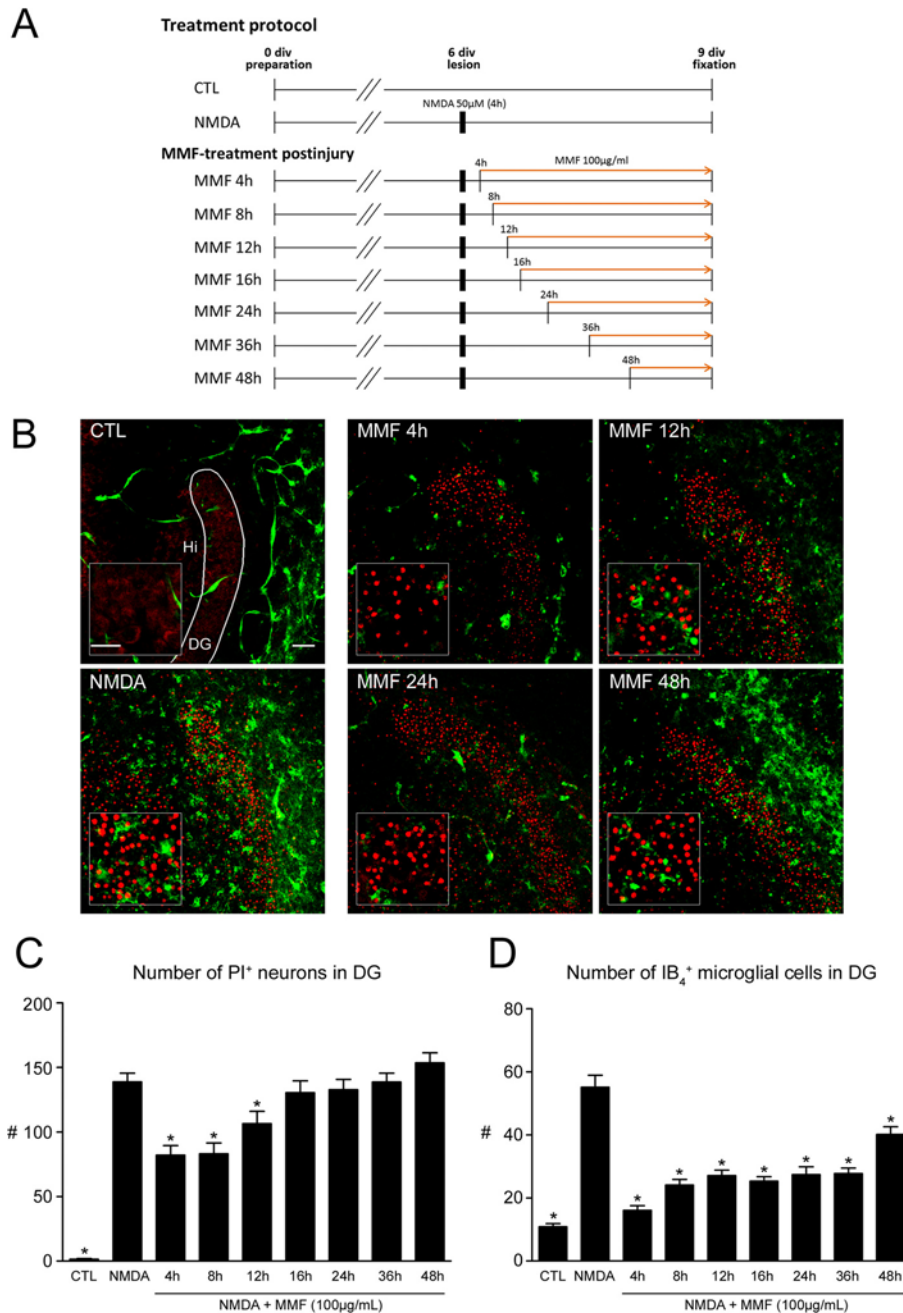 A
Treatment protocol
0 div
preparation
6 div
lesion
9 div
fixation
CTL
NMDA 50µM (4h)
NMDA
MMF-treatment postinjury
MMF 4h
4h
MMF 100µg/ml
MMF 8h
8h
MMF 12h
12h
MMF 16h
16h
MMF 24h
24h
MMF 36h
36h
MMF 48h
48h
B
CTL
Hi
DG
MMF 4h
MMF 12h
NMDA
MMF 24h
MMF 48h
C
Number of PI⁺ neurons in DG
200
150
100
50
0
#
*
*
*
*
CTL NMDA 4h 8h 12h 16h 24h 36h 48h
NDMA + MMF (100µg/mL)
D
Number of IB₄⁺ microglial cells in DG
80
60
40
20
0
#
*
*
*
*
*
*
*
*
CTL NMDA 4h 8h 12h 16h 24h 36h 48h
NMDA + MMF (100µg/mL)